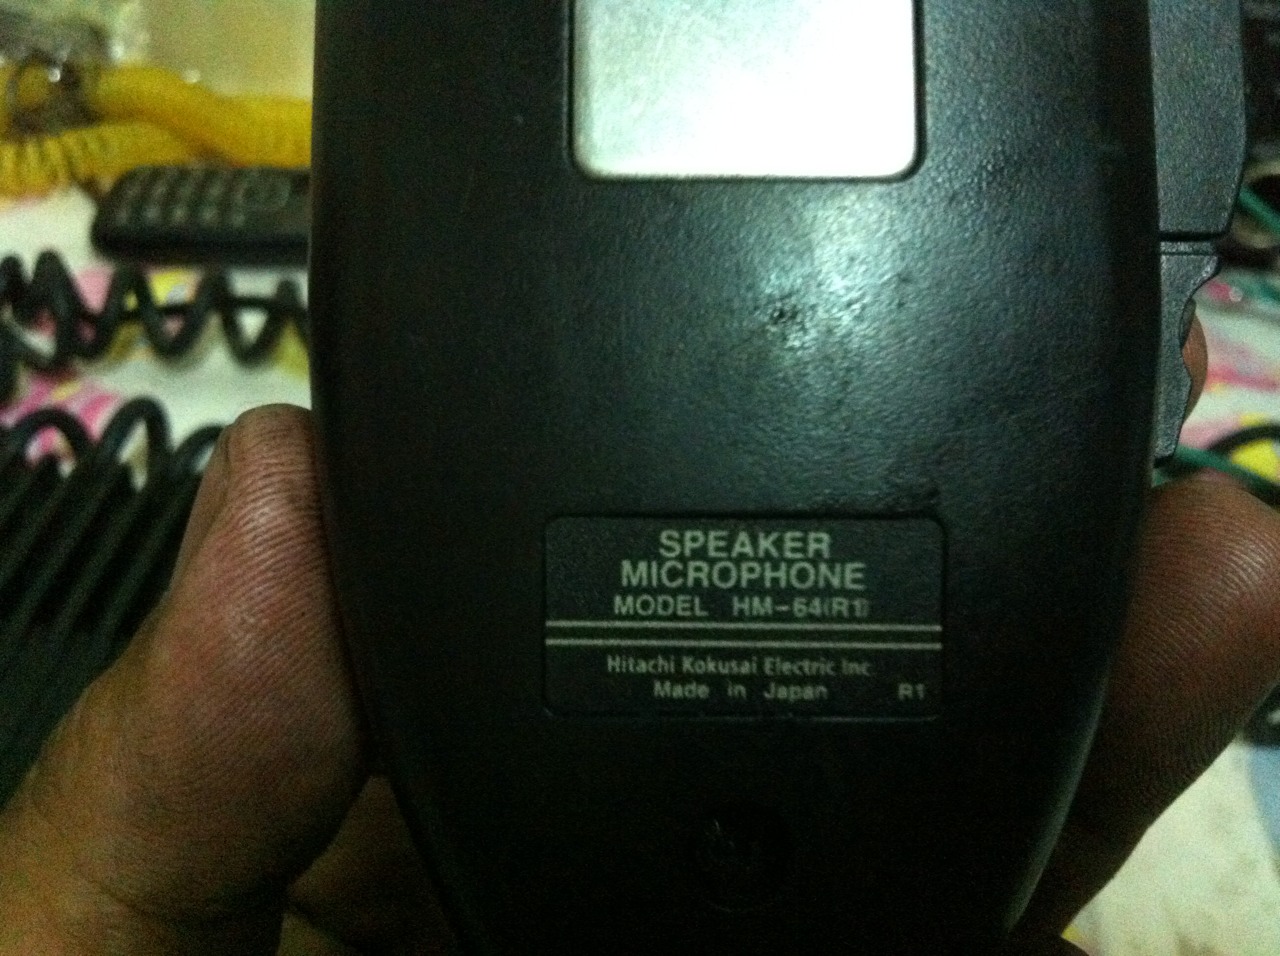 SPEAKER
MICROPHONE
MODEL HM-64(R1)
Hitachi Kokusai Electric Inc
Made in Japan R1